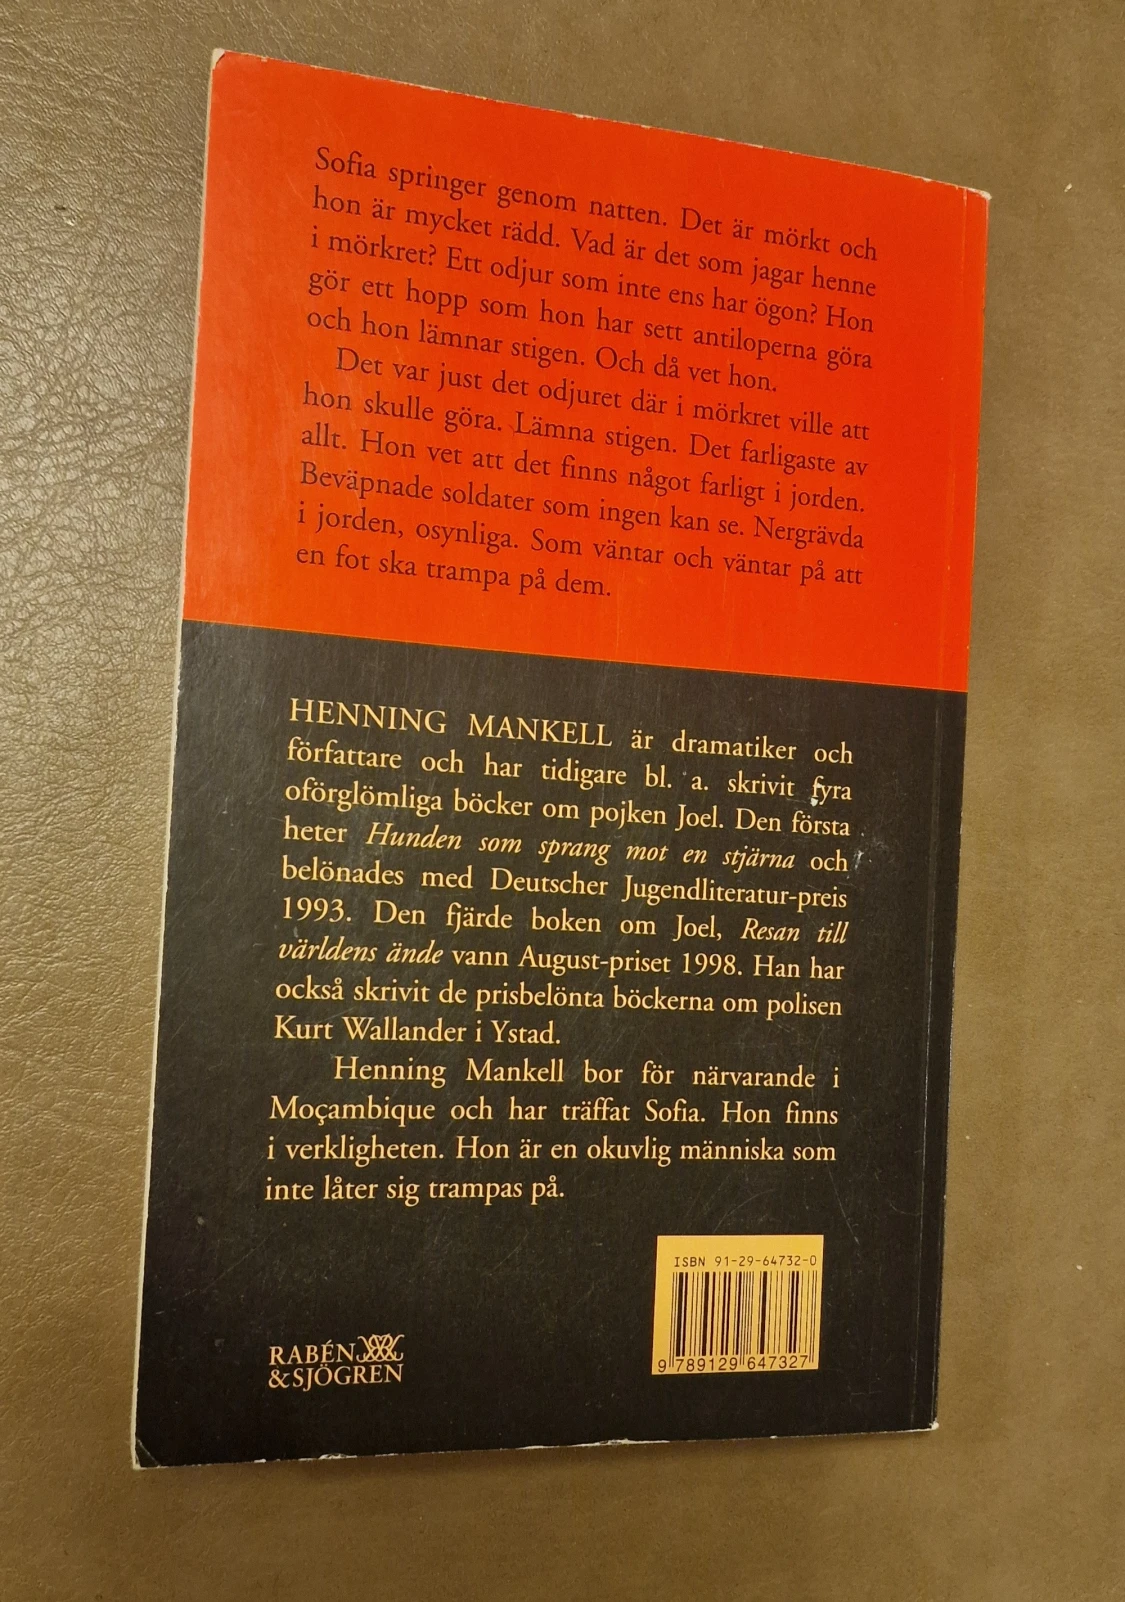 Sofia springer genom natten. Det är mörkt och
hon är mycket rädd. Vad är det som jagar henne
i mörkret? Ett odjur som inte ens har ögon? Hon
gör ett hopp som hon har sett antiloperna göra
och hon lämnar stigen. Och då vet hon.
Det var just det odjuret där i mörkret ville att
hon skulle göra. Lämna stigen. Det farligaste av
allt. Hon vet att det finns något farligt i jorden.
Beväpnade soldater som ingen kan se. Nergrävda
i jorden, osynliga. Som väntar och väntar på att
en fot ska trampa på dem.
HENNING MANKELL är dramatiker och
författare och har tidigare bl. a. skrivit fyra
oförglömliga böcker om pojken Joel. Den första
heter Hunden som sprang mot en stjärna och
belönades med Deutscher Jugendliteratur-preis
1993. Den fjärde boken om Joel, Resan till
världens ände vann August-priset 1998. Han har
också skrivit de prisbelönta böckerna om polisen
Kurt Wallander i Ystad.
Henning Mankell bor för närvarande i
Moçambique och har träffat Sofia. Hon finns
i verkligheten. Hon är en okuvlig människa som
inte låter sig trampas på.
ISBN 91-29-64732-0
9 789129 647327
RABÉN
&SJÖGREN